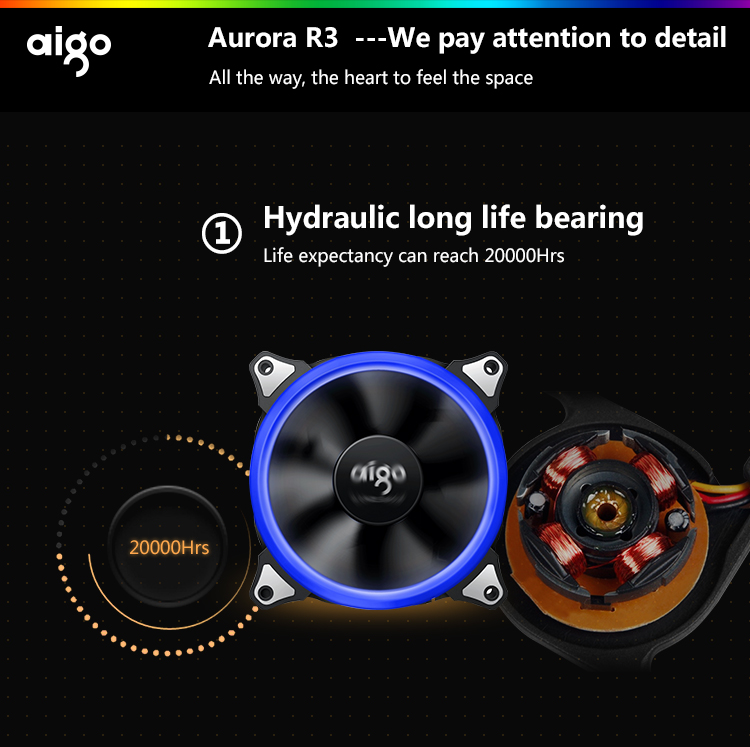 aigo
Aurora R3 ---We pay attention to detail
All the way, the heart to feel the space
1
Hydraulic long life bearing
Life expectancy can reach 20000Hrs
aigo
20000Hrs